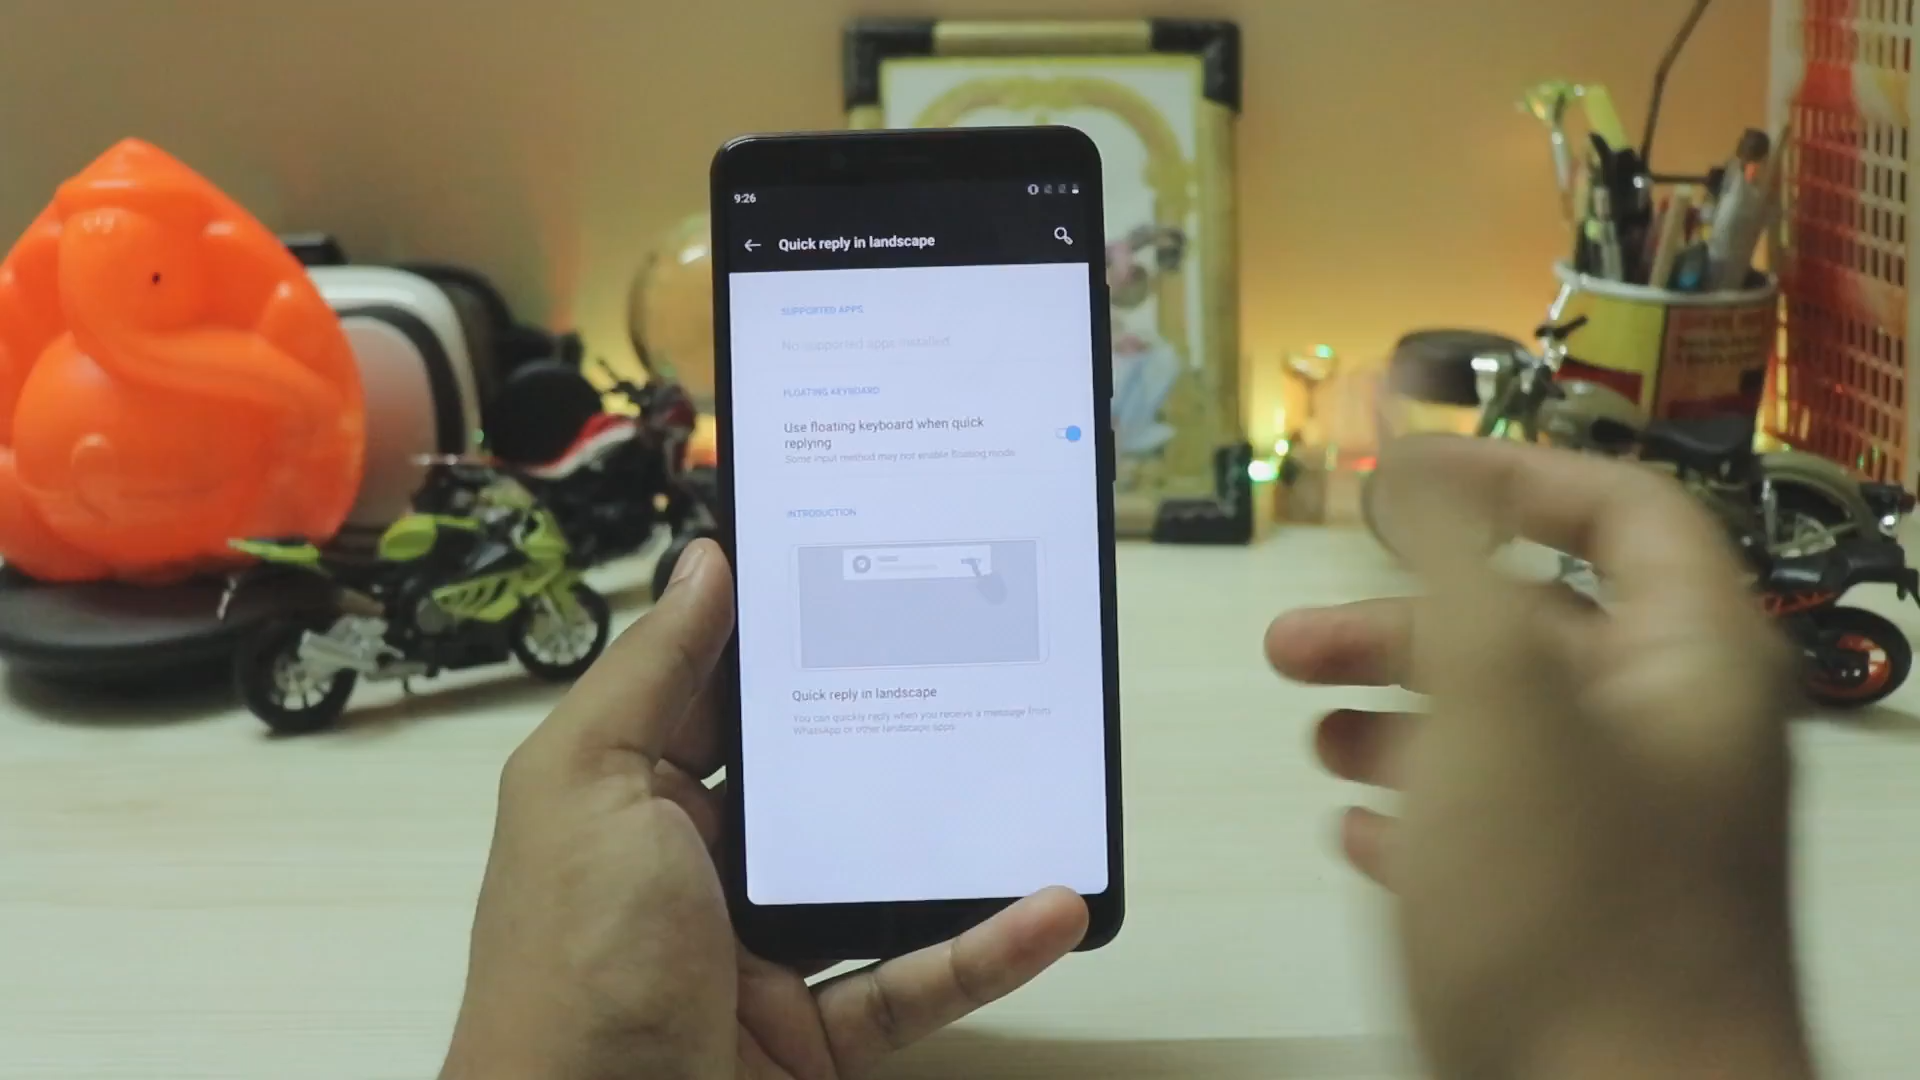 9:26
Quick reply in landscape
SUPPORTED APPS
No supported apps installed
FLOATING KEYBOARD
Use floating keyboard when quick
replying
Some input method may not enable floating mode
INTRODUCTION
Quick reply in landscape
You can quickly reply when you receive a message from
WhatsApp or other landscape apps